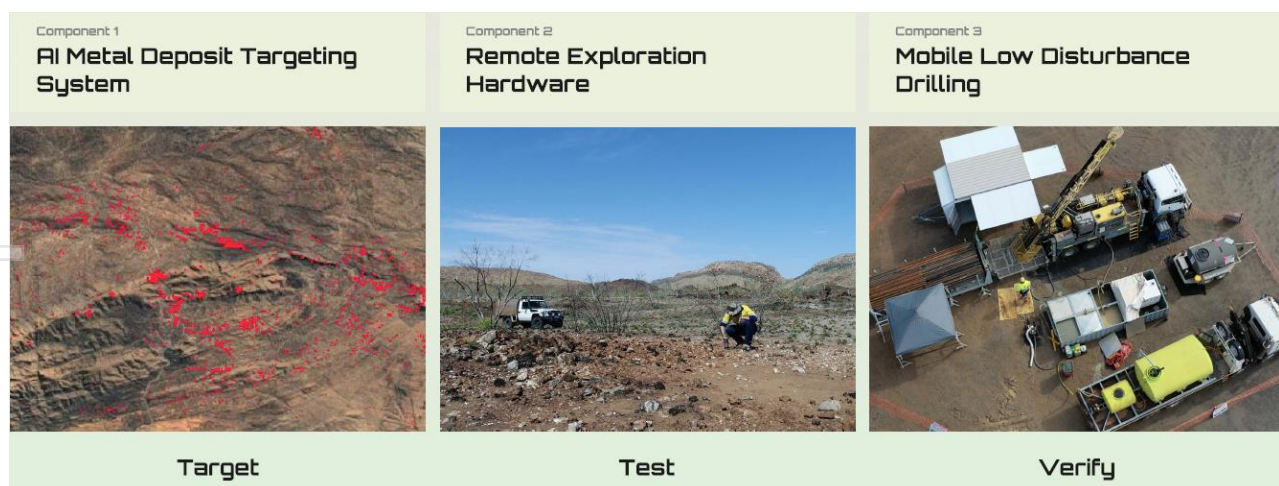 Component 1
AI Metal Deposit Targeting
System
Component 2
Remote Exploration
Hardware
Component 3
Mobile Low Disturbance
Drilling
Target
Test
Verify